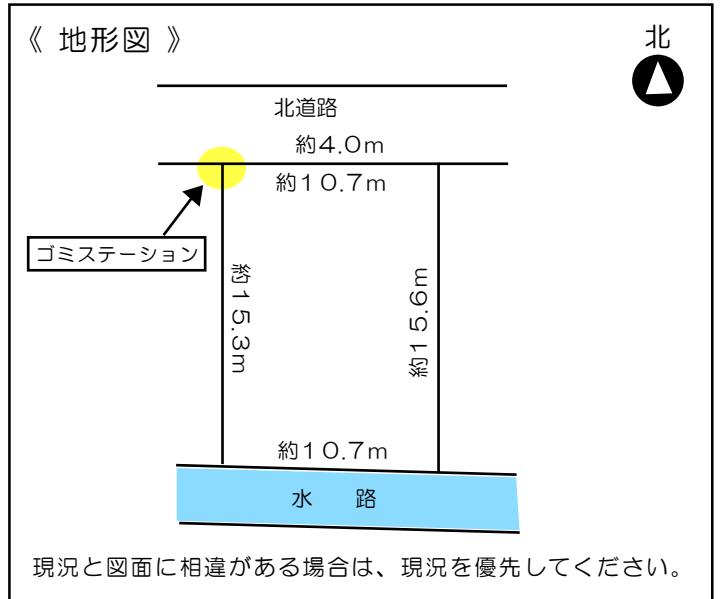 《 地形図 》
北
北道路
約4.0m
約10.7m
ゴミステーション
約15.3m
約15.6m
約10.7m
水　路
現況と図面に相違がある場合は、現況を優先してください。